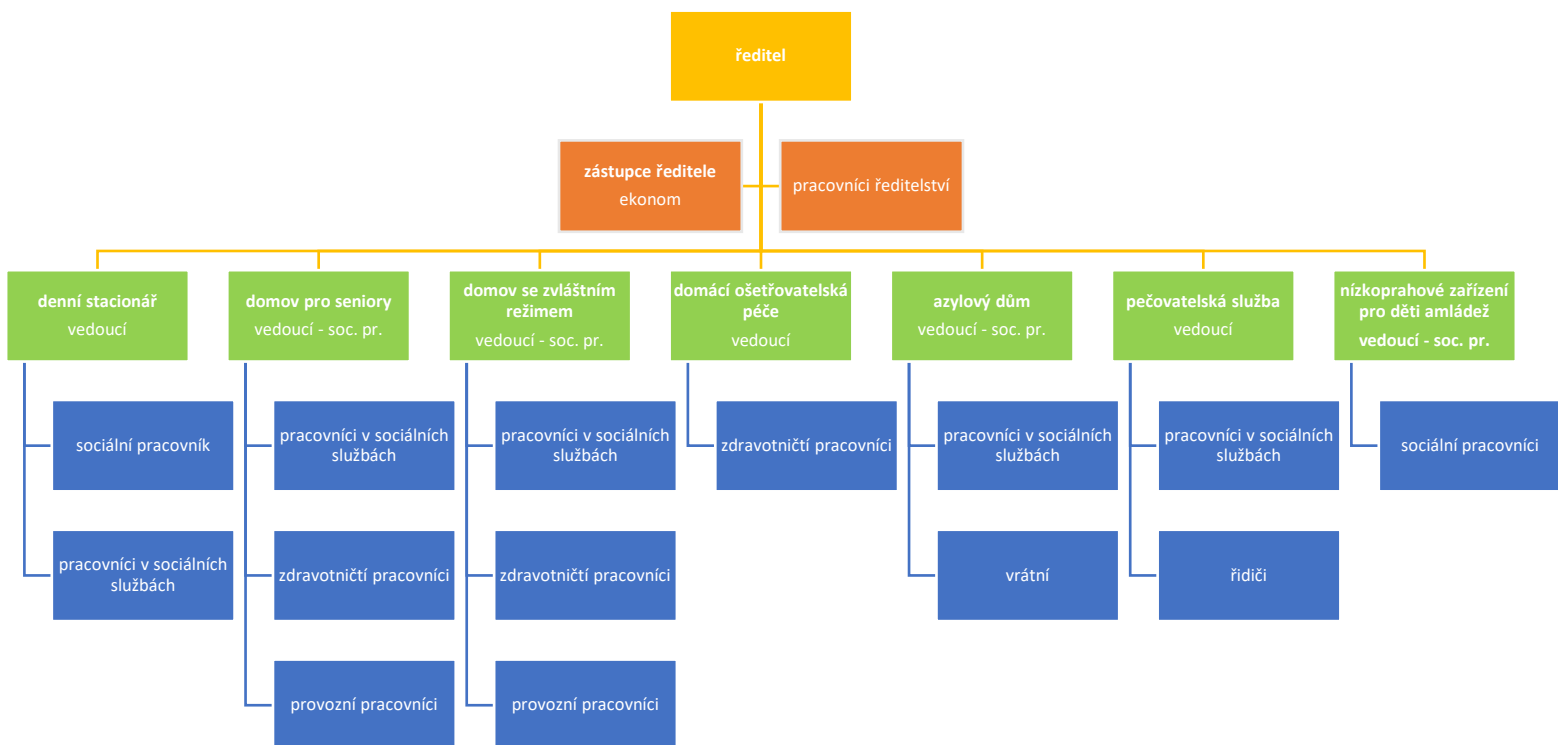 ředitel
zástupce ředitele
ekonom
pracovníci ředitelství
denní stacionář
vedoucí
domov pro seniory
vedoucí - soc. pr.
domov se zvláštním
režimem
vedoucí - soc. pr.
domácí ošetřovatelská
péče
vedoucí
azylový dům
vedoucí - soc. pr.
pečovatelská služba
vedoucí
nízkoprahové zařízení
pro děti amládež
vedoucí - soc. pr.
sociální pracovník
pracovníci v sociálních
službách
pracovníci v sociálních
službách
zdravotničtí pracovníci
pracovníci v sociálních
službách
pracovníci v sociálních
službách
sociální pracovníci
pracovníci v sociálních
službách
zdravotničtí pracovníci
zdravotničtí pracovníci
vrátní
řidiči
provozní pracovníci
provozní pracovníci